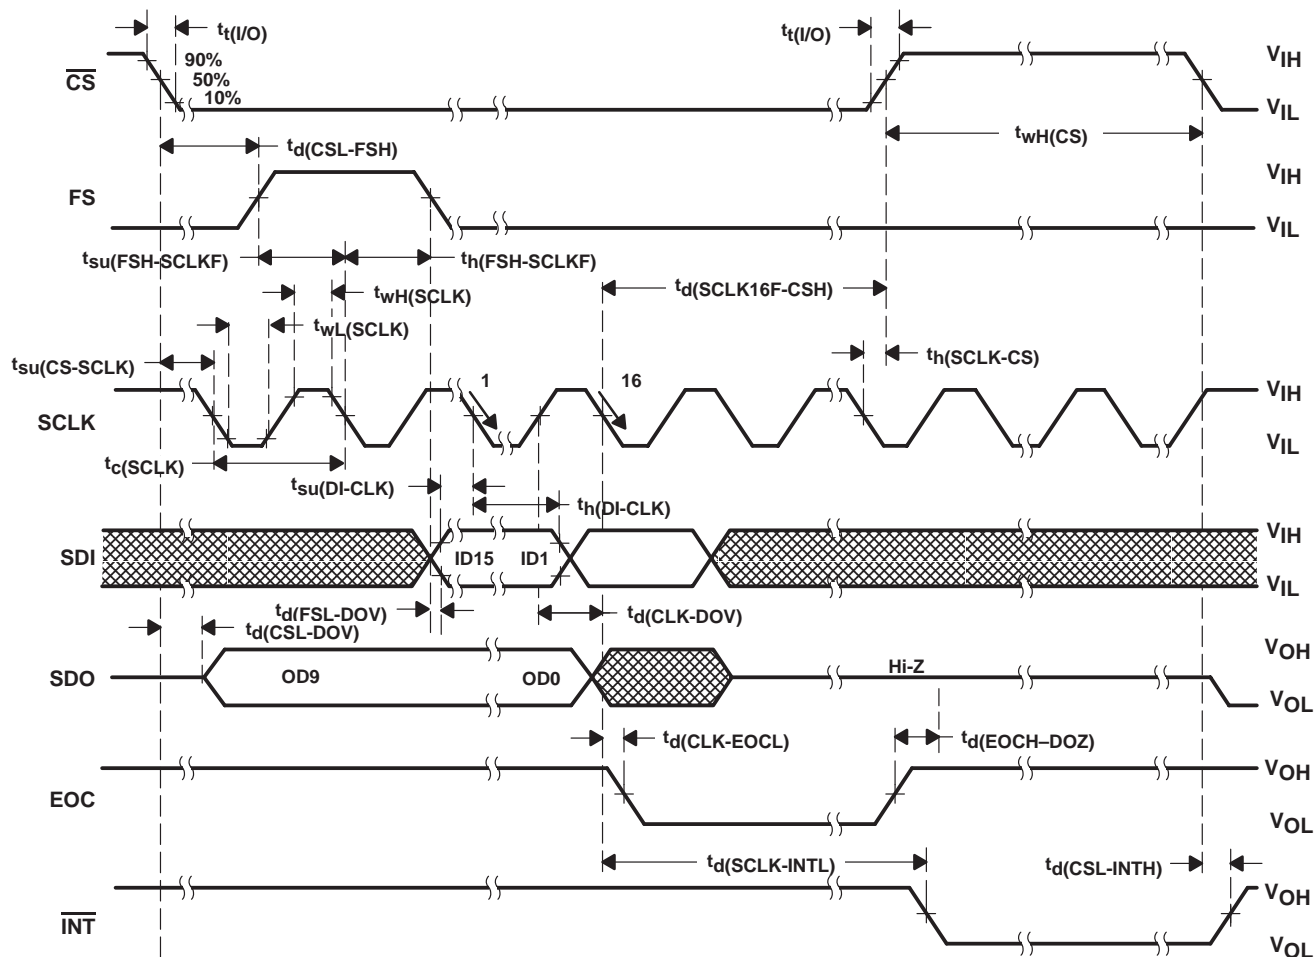 tt(I/O)
tt(I/O)
90%
50%
10%
CS
VIH
VIL
td(CSL-FSH)
twH(CS)
FS
VIH
VIL
tsu(FSH-SCLKF)
th(FSH-SCLKF)
twH(SCLK)
td(SCLK16F-CSH)
twL(SCLK)
tsu(CS-SCLK)
th(SCLK-CS)
1
16
SCLK
VIH
VIL
tc(SCLK)
tsu(DI-CLK)
th(DI-CLK)
SDI
ID15
ID1
VIH
VIL
td(FSL-DOV)
td(CLK-DOV)
td(CSL-DOV)
SDO
OD9
OD0
Hi-Z
VOH
VOL
td(CLK-EOCL)
td(EOCH–DOZ)
EOC
VOH
VOL
td(SCLK-INTL)
td(CSL-INTH)
INT
VOH
VOL